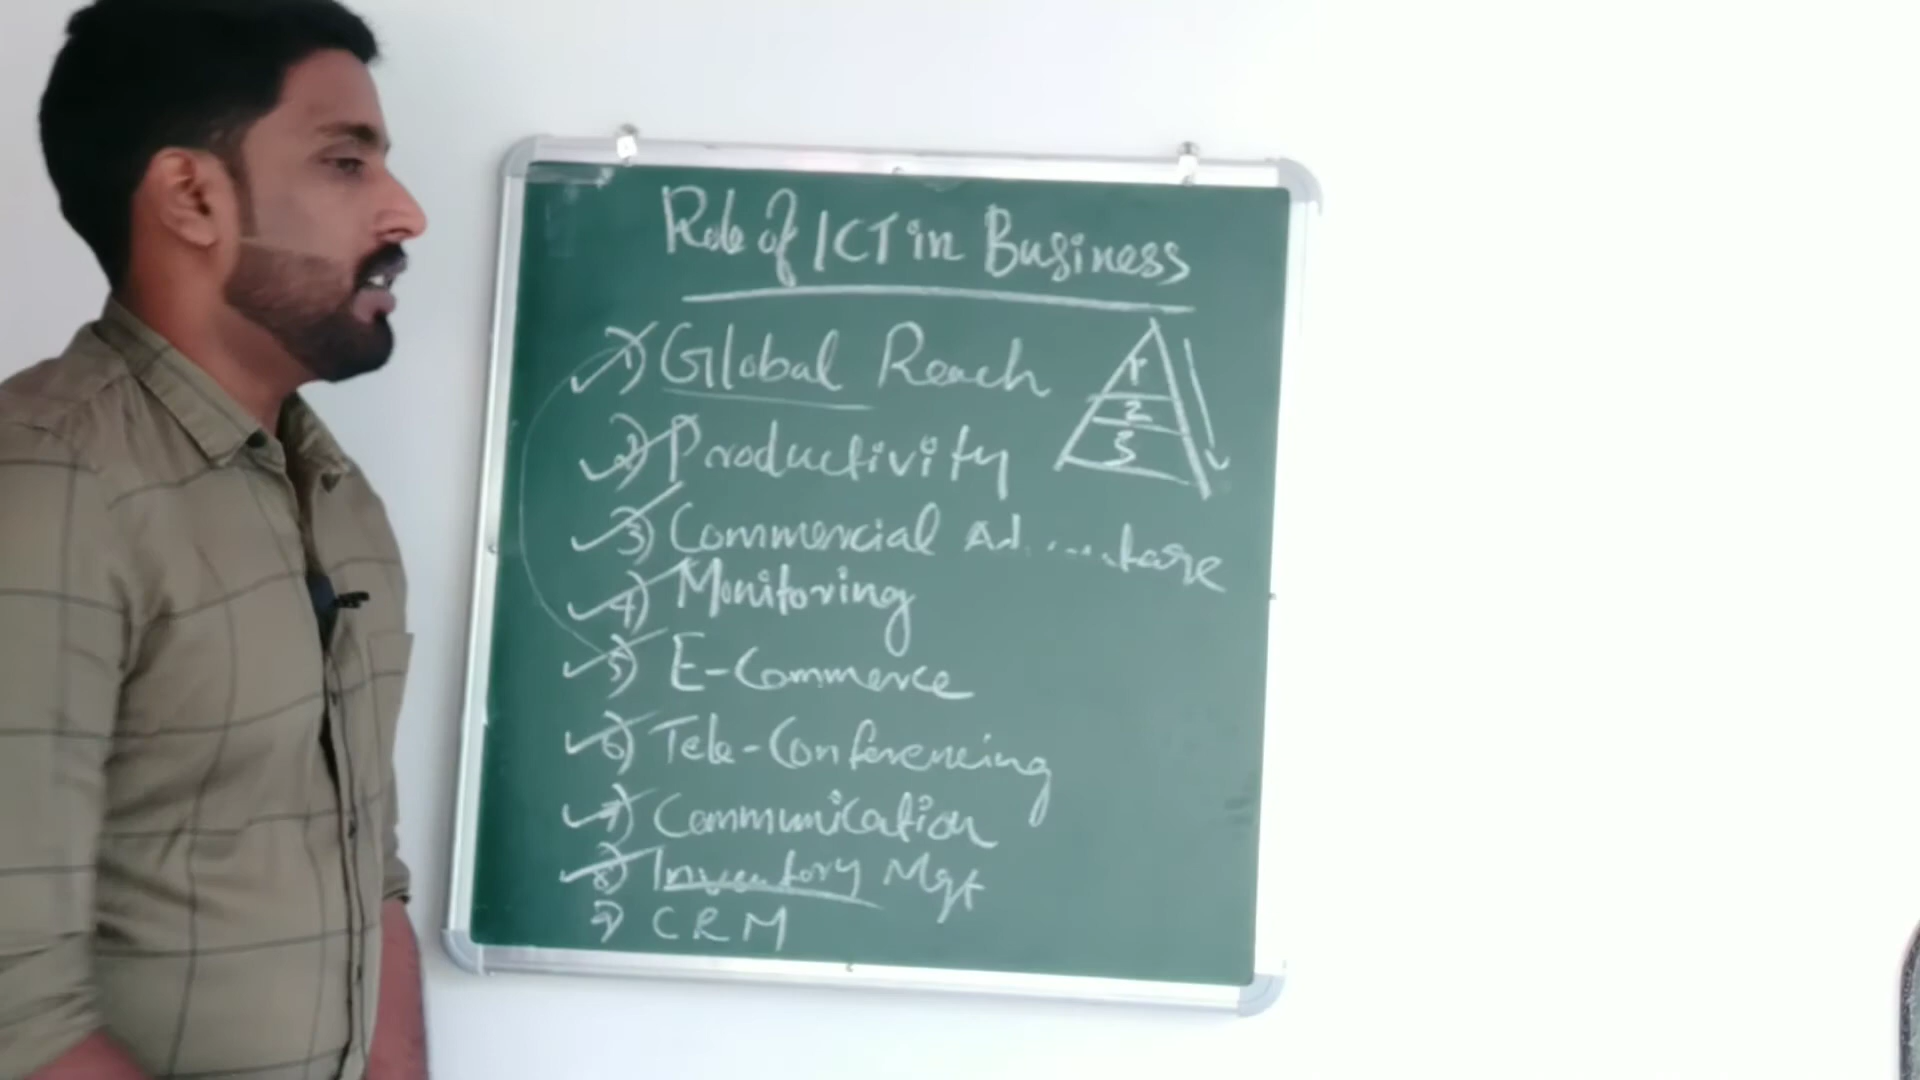 Role of ICT in Business
1) Global Reach
2) Productivity
3) Commercial
4) Monitoring
5) E-Commerce
6) Tele-Conferencing
7) Communication
8) Inventory Mgt
9) CRM
1
2
3